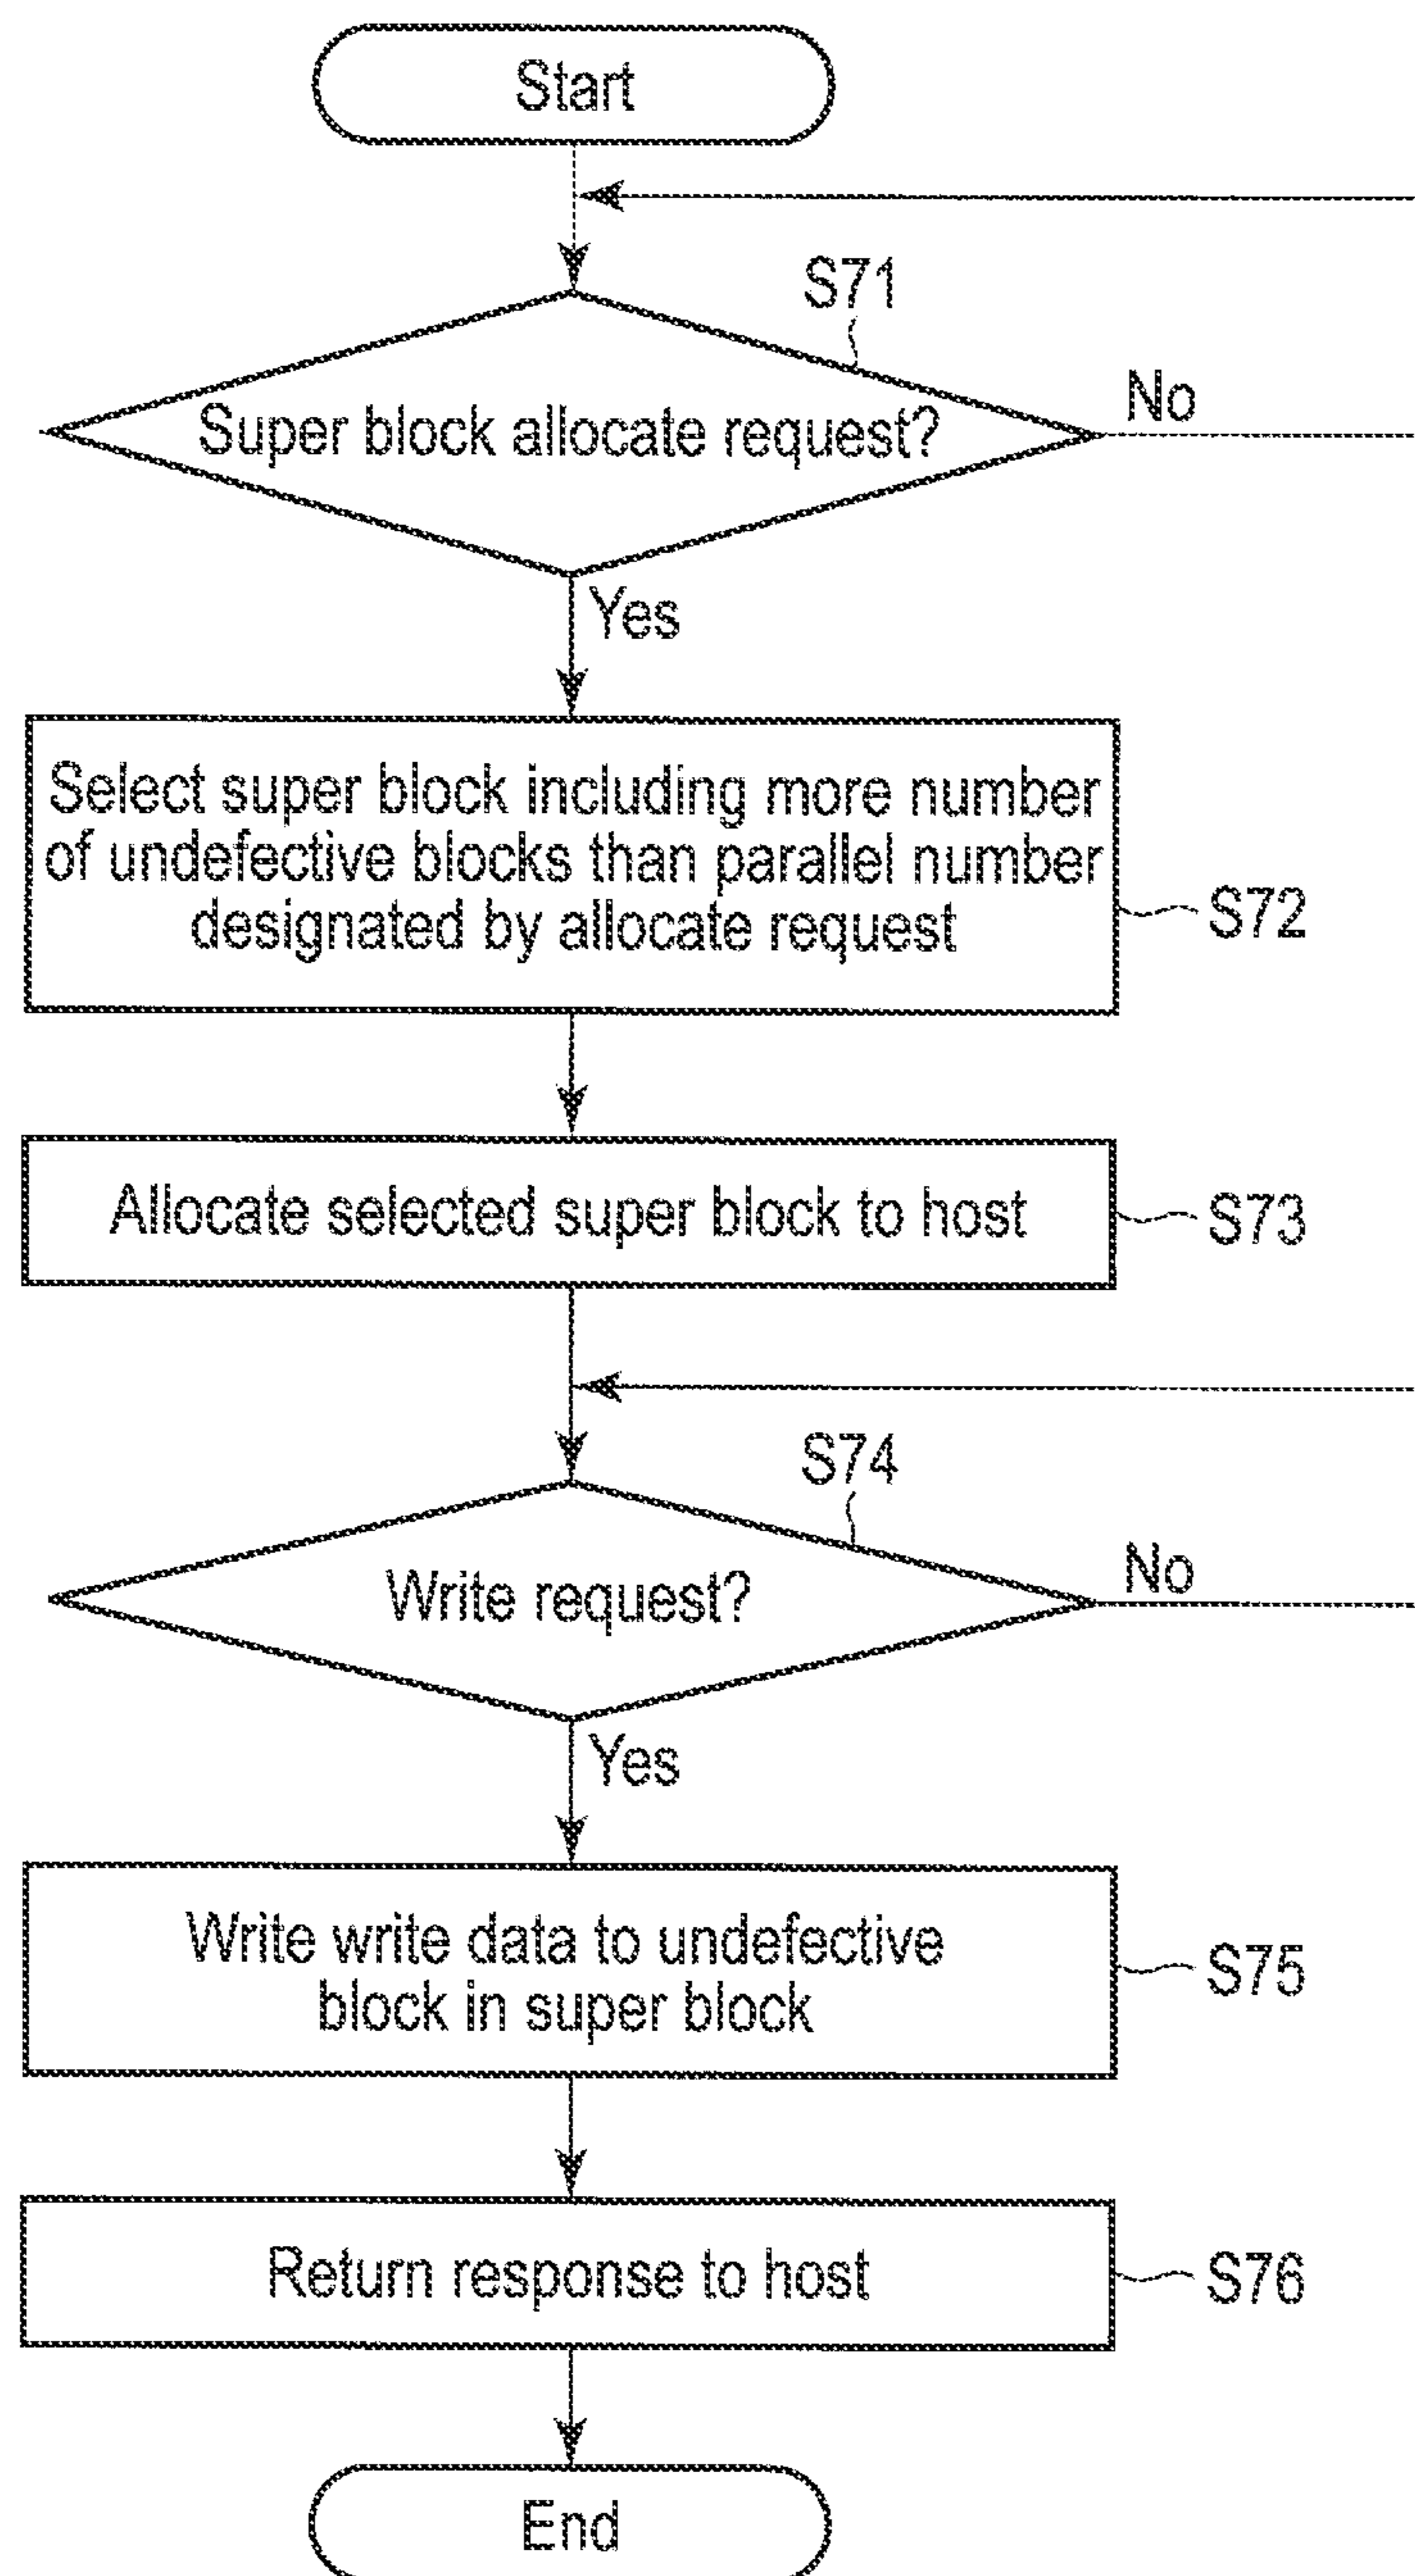 Start
S71
Super block allocate request?
No
Yes
Select super block including more number
of undefective blocks than parallel number
designated by allocate request
S72
Allocate selected super block to host
S73
S74
Write request?
No
Yes
Write write data to undefective
block in super block
S75
Return response to host
S76
End